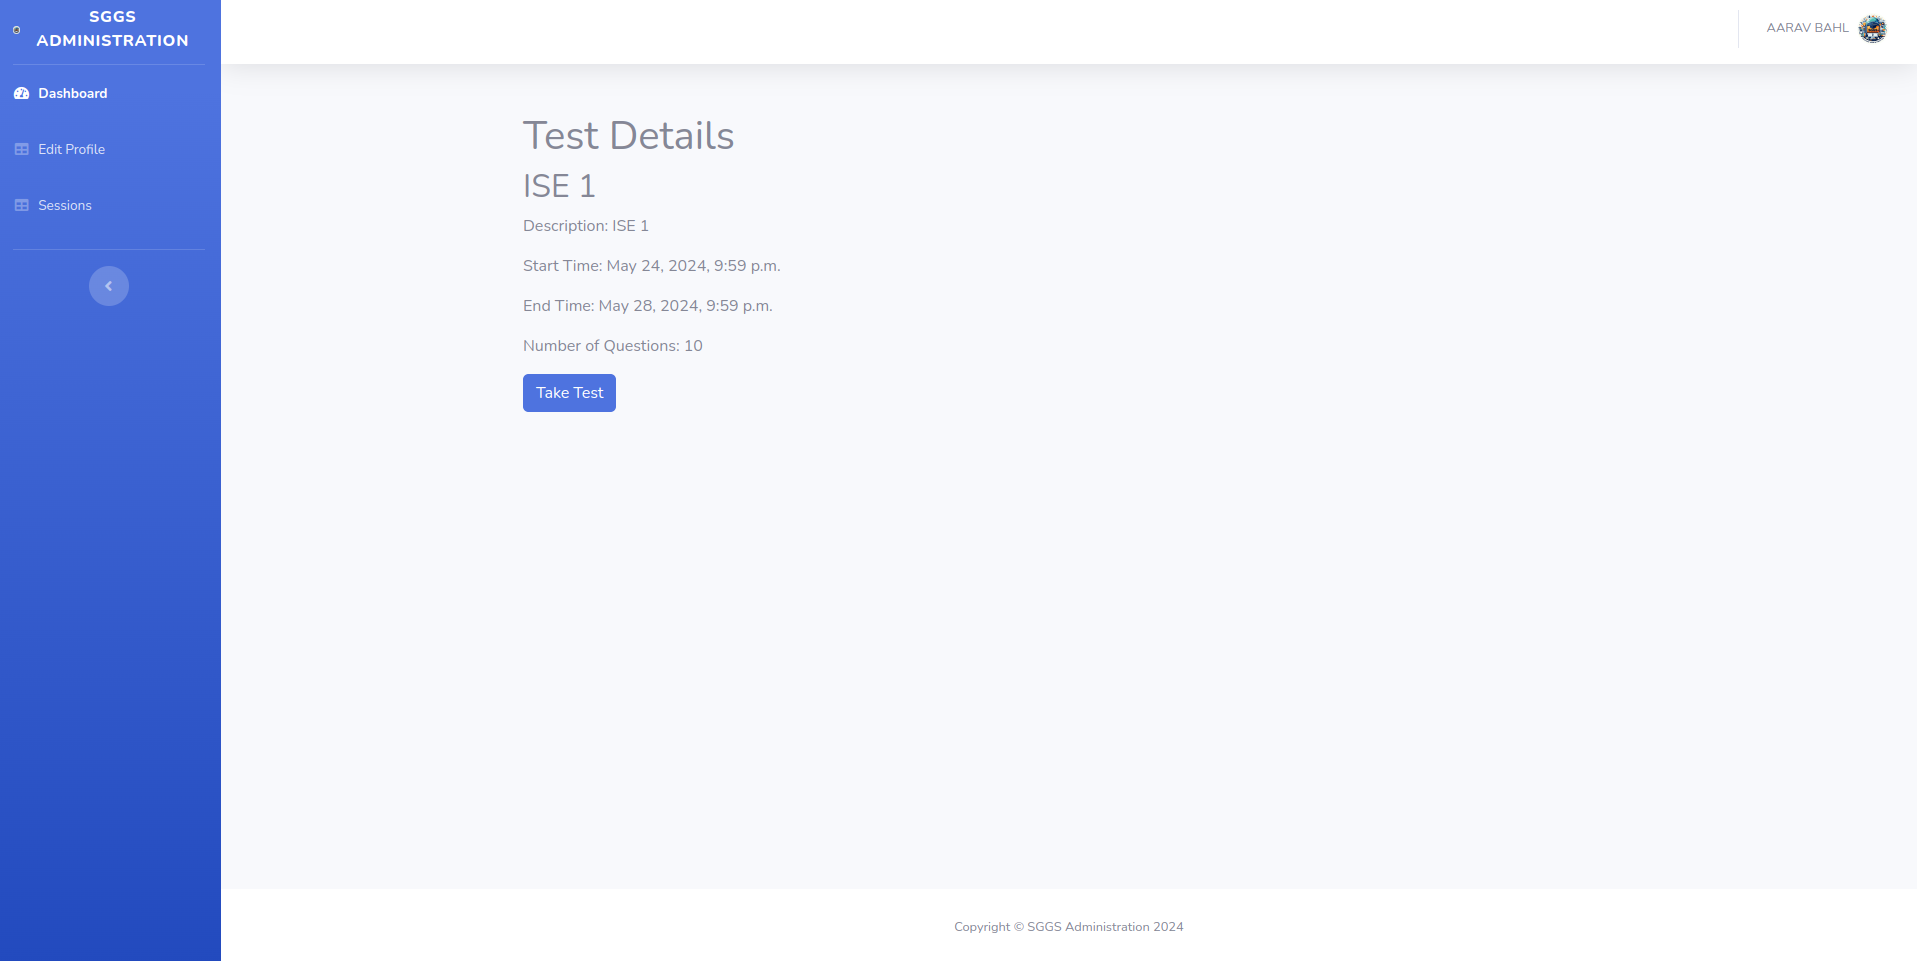 SGGS
ADMINISTRATION
Dashboard
Edit Profile
Sessions
AARAV BAHL
Test Details
ISE 1
Description: ISE 1
Start Time: May 24, 2024, 9:59 p.m.
End Time: May 28, 2024, 9:59 p.m.
Number of Questions: 10
Take Test
Copyright © SGGS Administration 2024